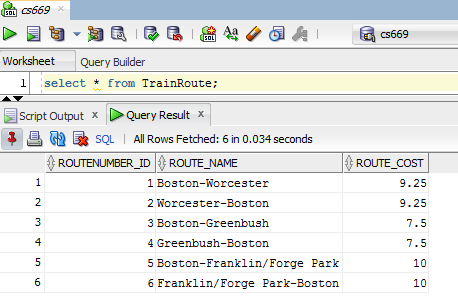 cs669
cs669
Worksheet Query Builder
1 select * from TrainRoute;
Script Output x Query Result x
SQL All Rows Fetched: 6 in 0.034 seconds
ROUTENUMBER_ID ROUTE_NAME ROUTE_COST
1 1 Boston-Worcester 9.25
2 2 Worcester-Boston 9.25
3 3 Boston-Greenbush 7.5
4 4 Greenbush-Boston 7.5
5 5 Boston-Franklin/Forge Park 10
6 6 Franklin/Forge Park-Boston 10